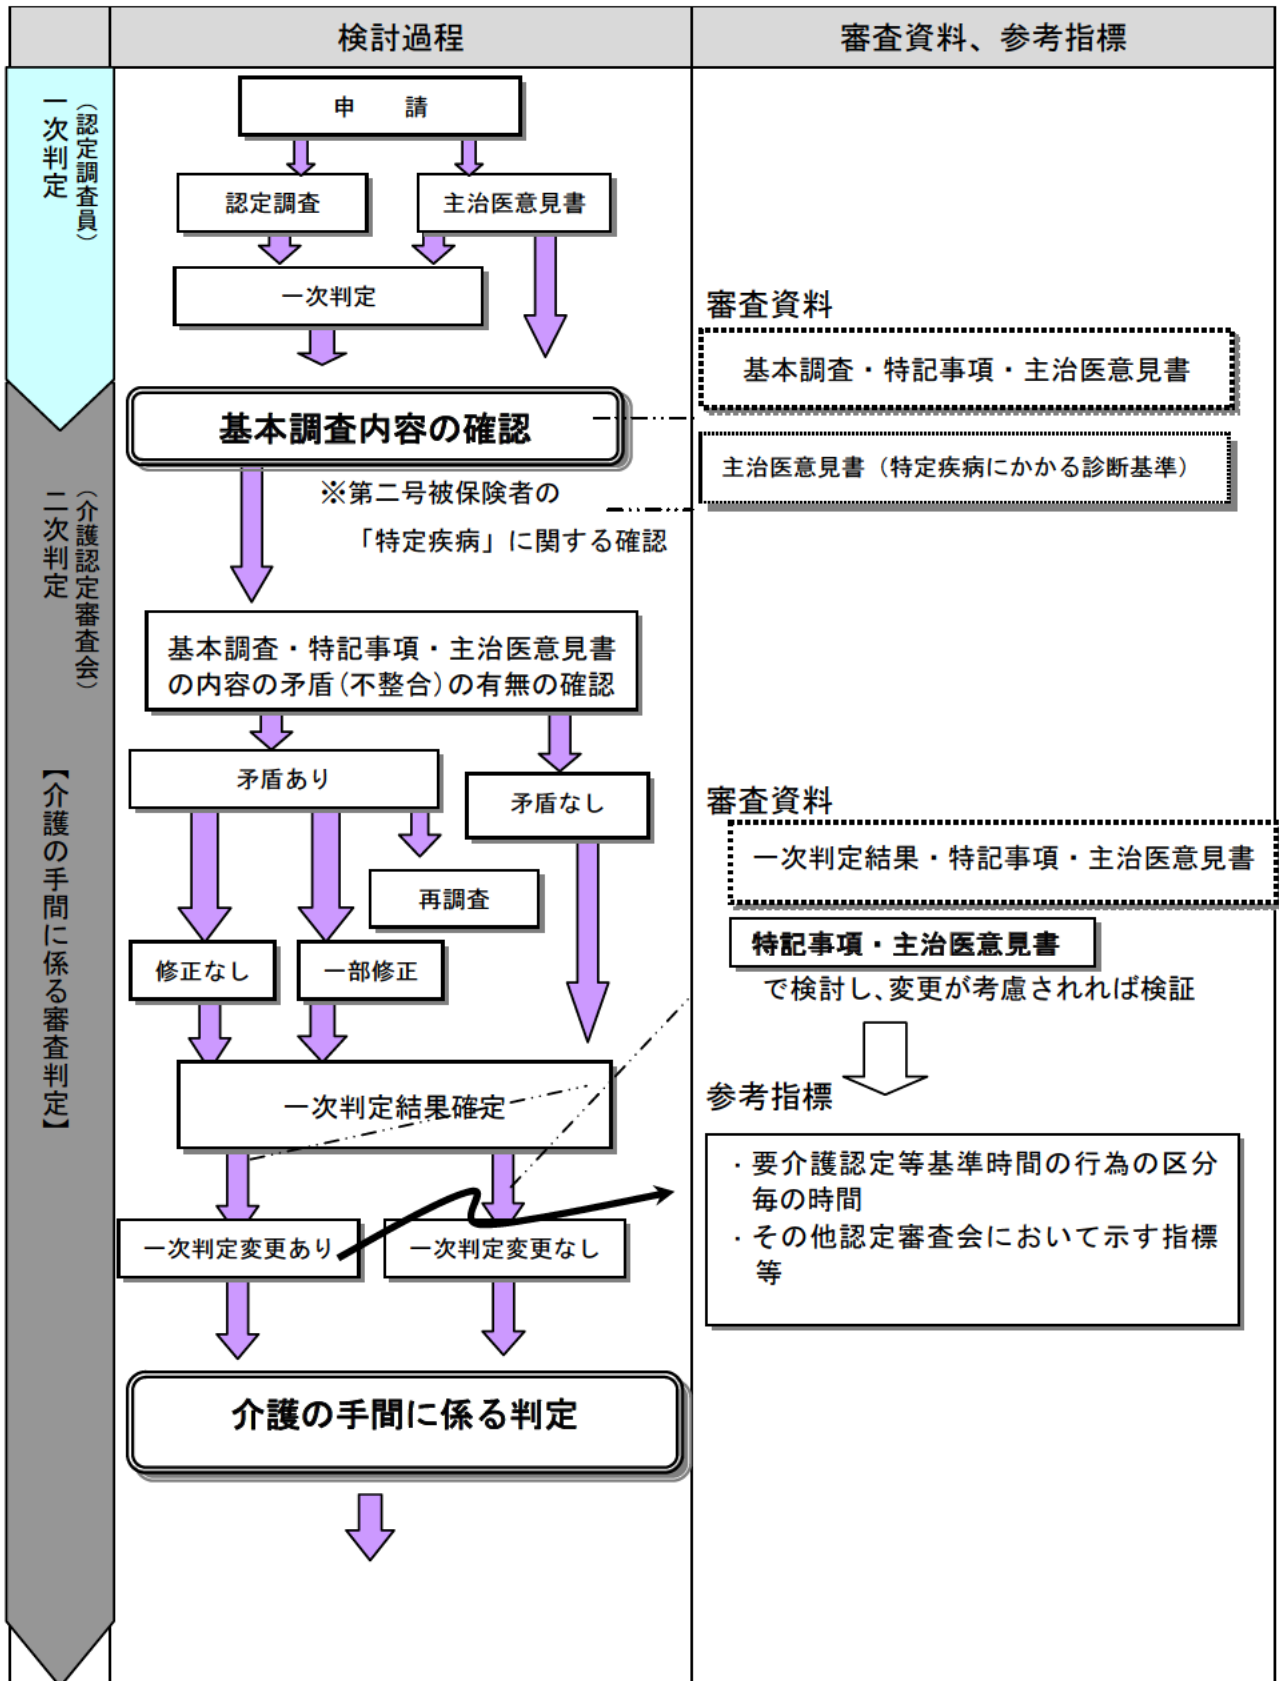 検討過程
審査資料、参考指標
一次判定
（認定調査員）
申　　請
認定調査
主治医意見書
一次判定
審査資料
基本調査・特記事項・主治医意見書
基本調査内容の確認
主治医意見書（特定疾病にかかる診断基準）
※第二号被保険者の
「特定疾病」に関する確認
二次判定
（介護認定審査会）
【介護の手間に係る審査判定】
基本調査・特記事項・主治医意見書
の内容の矛盾(不整合)の有無の確認
矛盾あり
矛盾なし
再調査
修正なし
一部修正
審査資料
一次判定結果・特記事項・主治医意見書
特記事項・主治医意見書
で検討し、変更が考慮されれば検証
一次判定結果確定
参考指標
・要介護認定等基準時間の行為の区分
毎の時間
・その他認定審査会において示す指標
等
一次判定変更あり
一次判定変更なし
介護の手間に係る判定